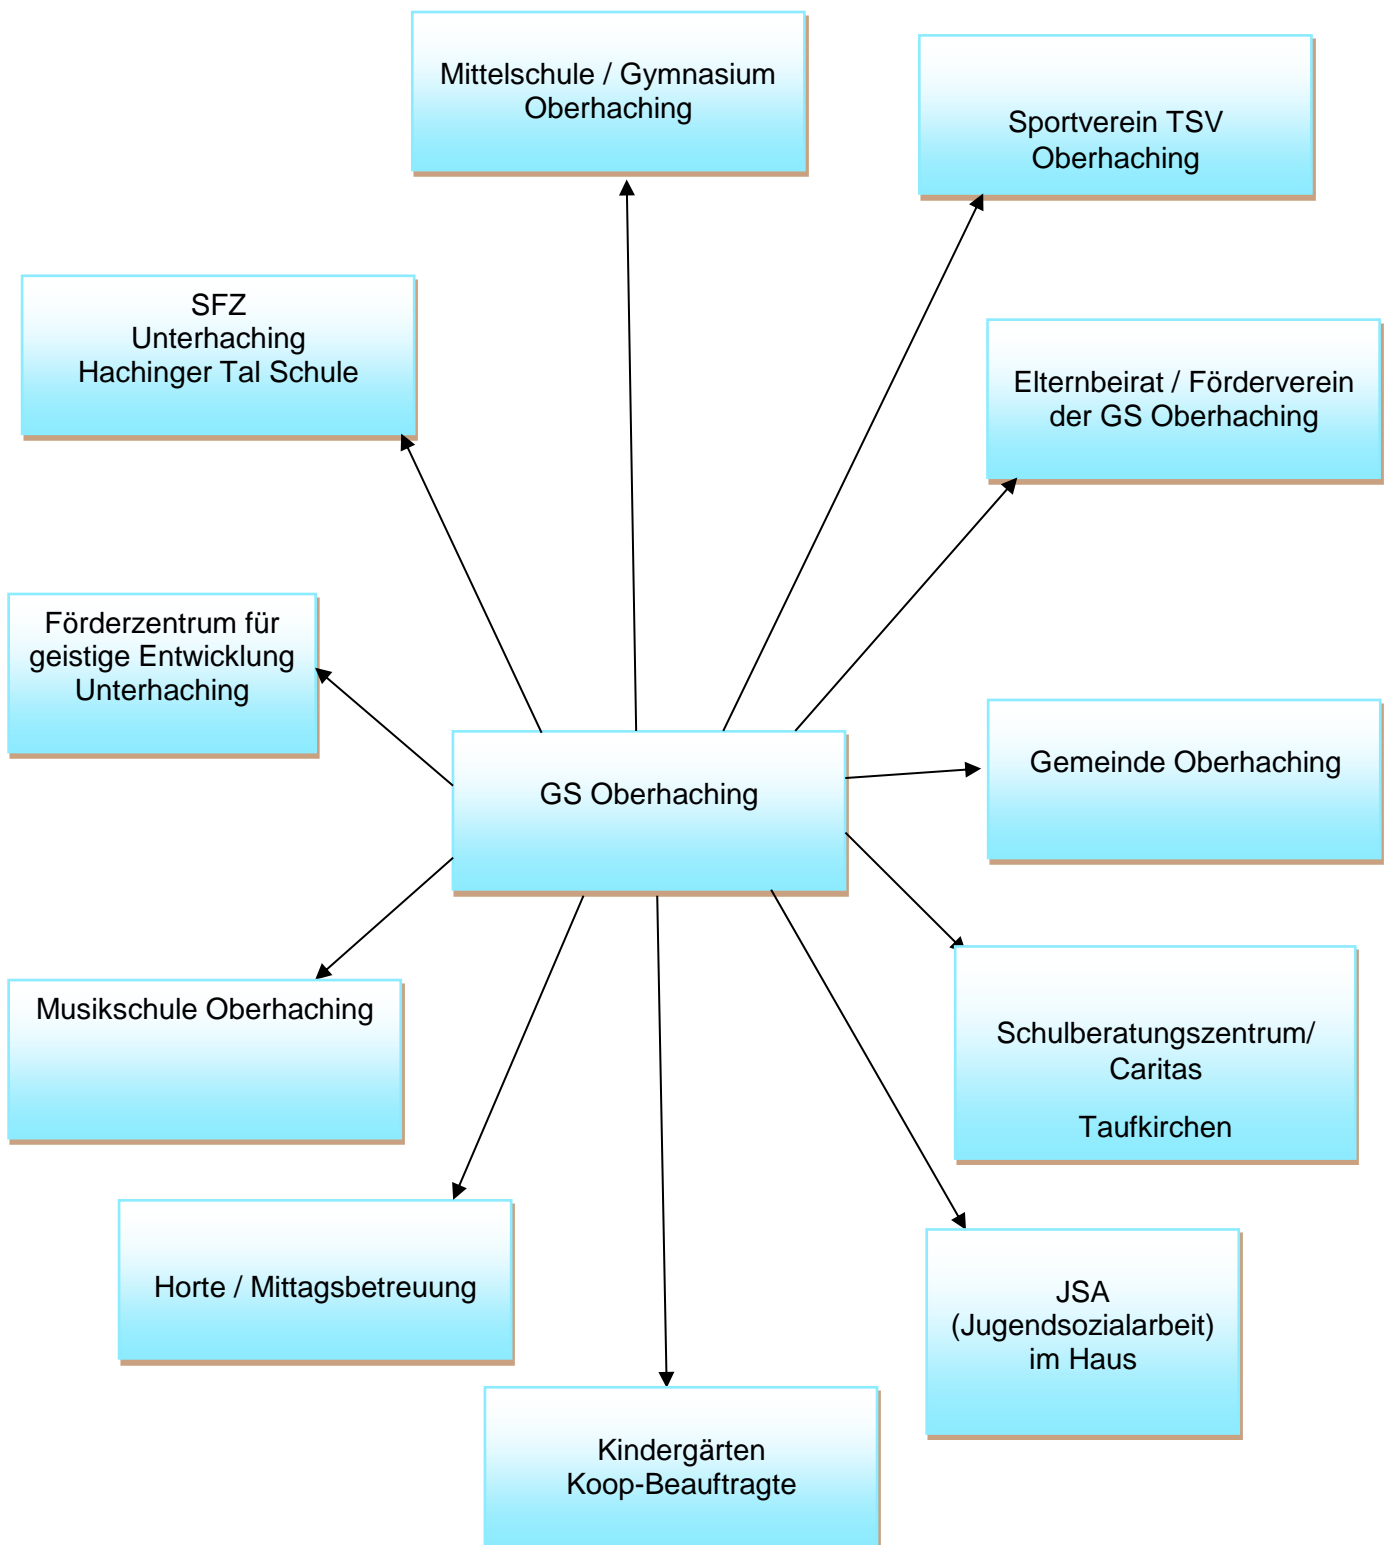 Mittelschule / Gymnasium
Oberhaching
Sportverein TSV
Oberhaching
SFZ
Unterhaching
Hachinger Tal Schule
Elternbeirat / Förderverein
der GS Oberhaching
Förderzentrum für
geistige Entwicklung
Unterhaching
Gemeinde Oberhaching
GS Oberhaching
Musikschule Oberhaching
Schulberatungszentrum/
Caritas
Taufkirchen
Horte / Mittagsbetreuung
JSA
(Jugendsozialarbeit)
im Haus
Kindergärten
Koop-Beauftragte